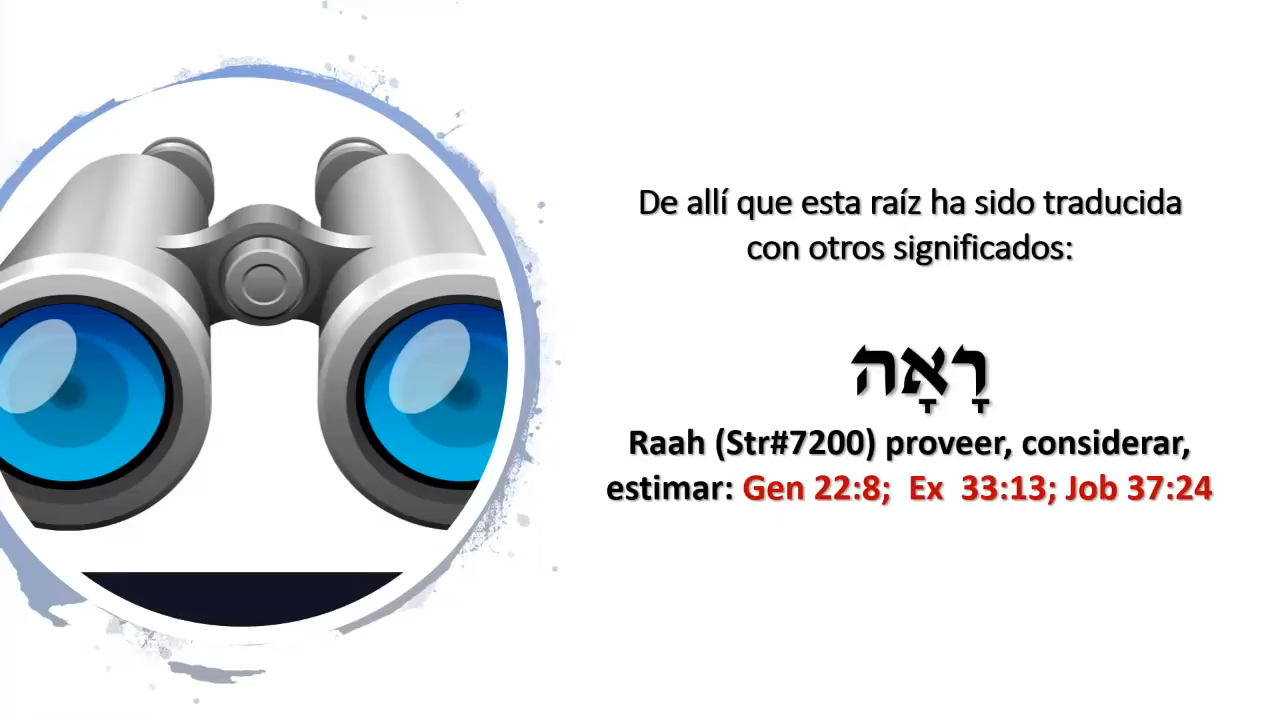 De allí que esta raíz ha sido traducida
con otros significados:
רָאָה
Raah (Str#7200) proveer, considerar,
estimar: Gen 22:8;  Ex  33:13; Job 37:24